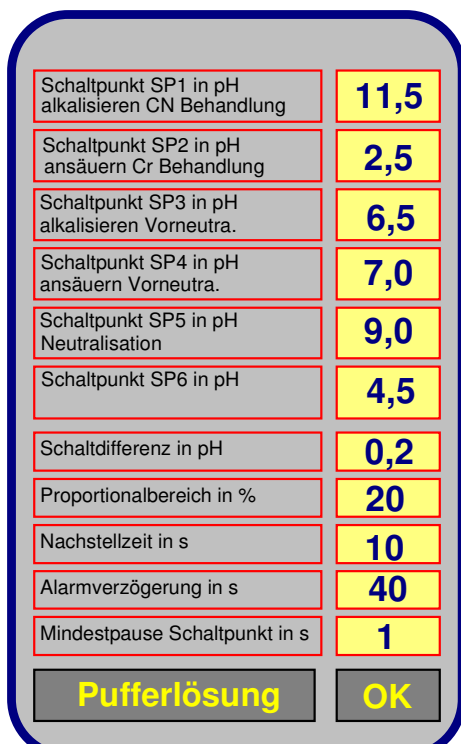 Schaltpunkt SP1 in pH
alkalisieren CN Behandlung
11,5
Schaltpunkt SP2 in pH
ansäuern Cr Behandlung
2,5
Schaltpunkt SP3 in pH
alkalisieren Vorneutra.
6,5
Schaltpunkt SP4 in pH
ansäuern Vorneutra.
7,0
Schaltpunkt SP5 in pH
Neutralisation
9,0
Schaltpunkt SP6 in pH
4,5
Schaltdifferenz in pH
0,2
Proportionalbereich in %
20
Nachstellzeit in s
10
Alarmverzögerung in s
40
Mindestpause Schaltpunkt in s
1
Pufferlösung
OK